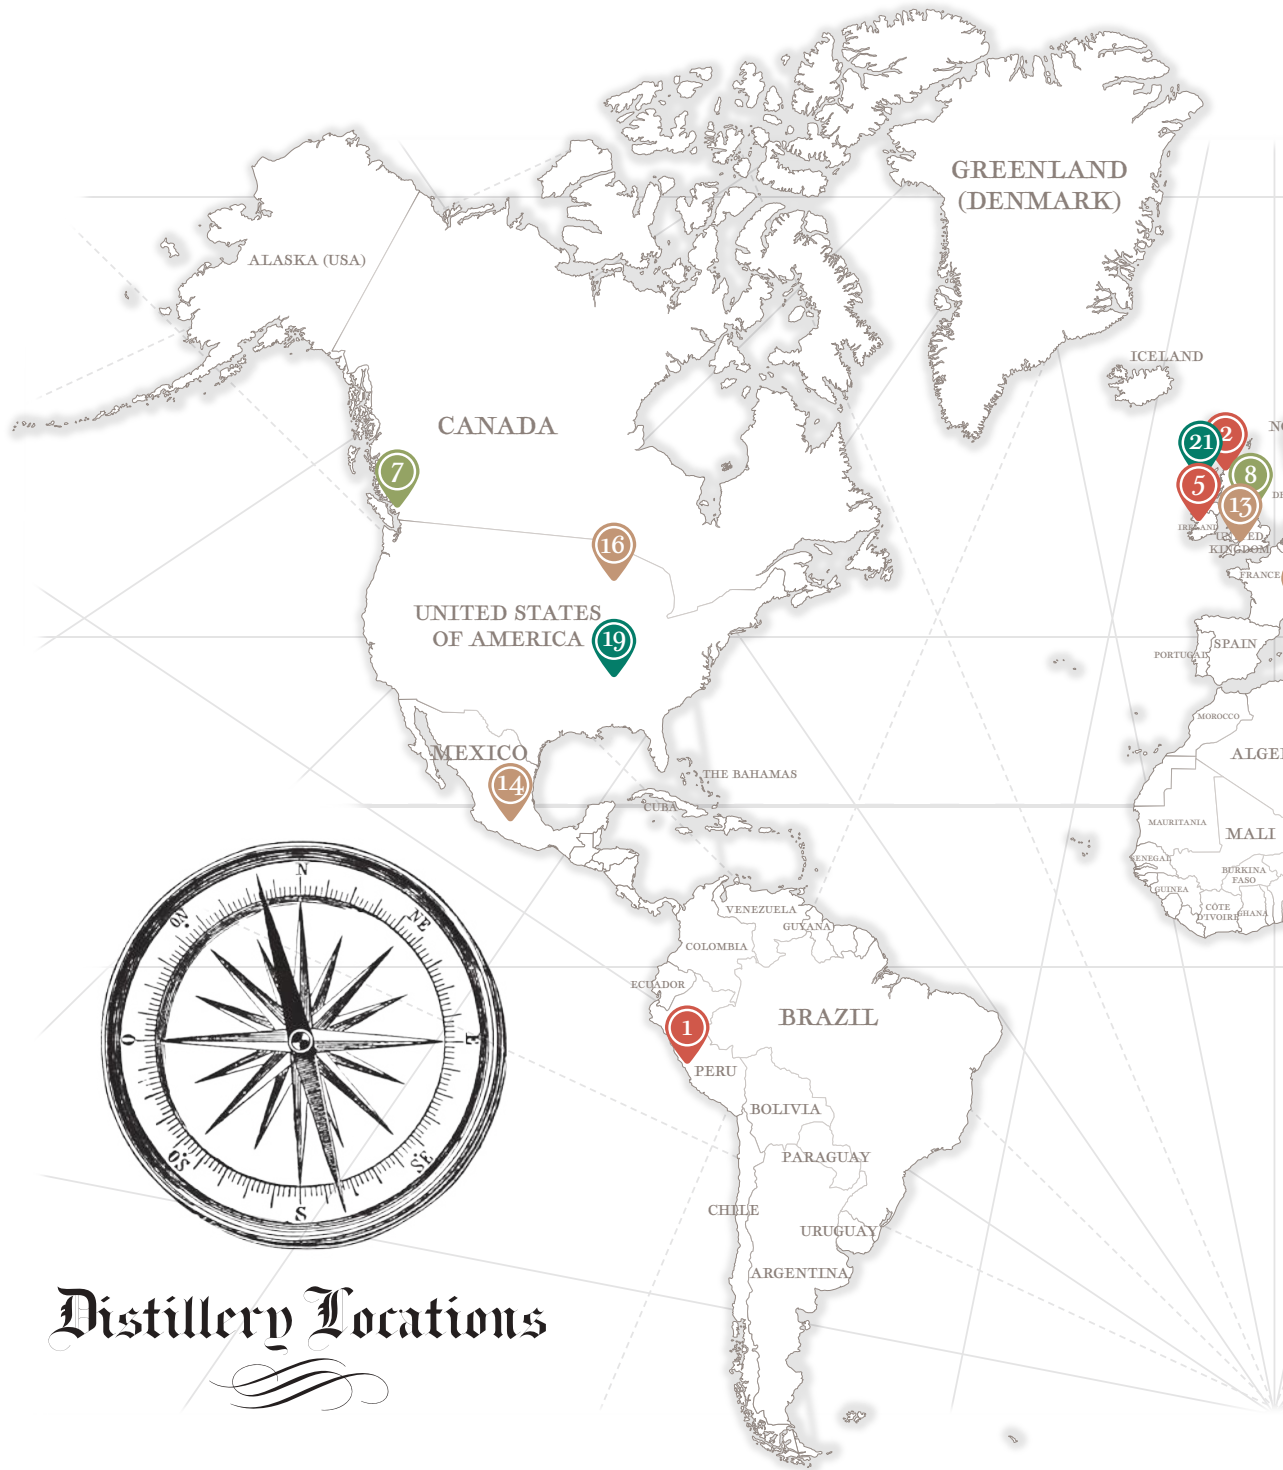 GREENLAND
(DENMARK)
ALASKA (USA)
ICELAND
CANADA
7
21
2
8
5
13
IRELAND
UNITED
KINGDOM
16
FRANCE
UNITED STATES
OF AMERICA
19
SPAIN
PORTUGAL
MOROCCO
MEXICO
14
THE BAHAMAS
CUBA
MAURITANIA
MALI
SENEGAL
BURKINA
FASO
GUINEA
CÔTE
D'IVOIRE
GHANA
N
NE
NO
VENEZUELA
GUYANA
COLOMBIA
ECUADOR
BRAZIL
1
PERU
O
E
BOLIVIA
PARAGUAY
SO
SE
S
CHILE
URUGUAY
ARGENTINA
Distillery Locations